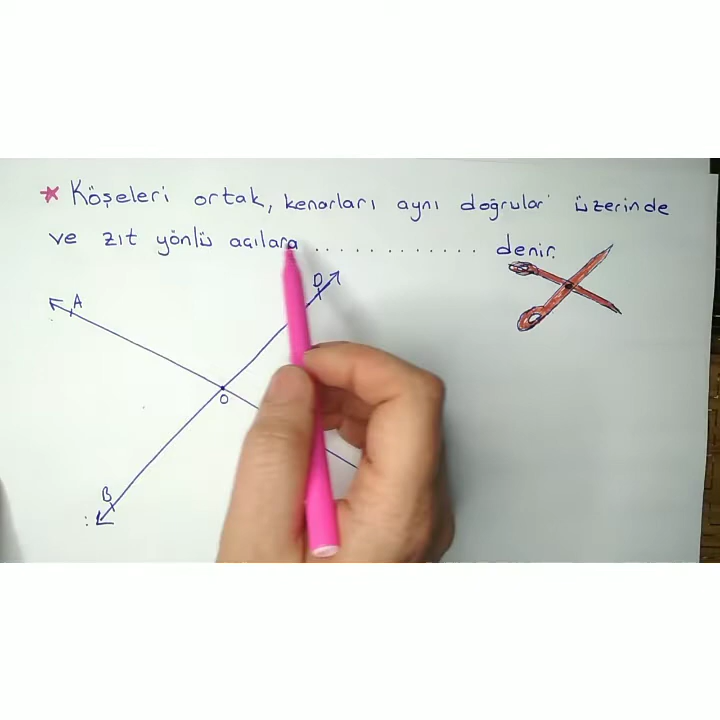 * Köşeleri ortak, kenarları aynı doğrular üzerinde
ve zıt yönlü açılara ............ denir.
A
D
O
B